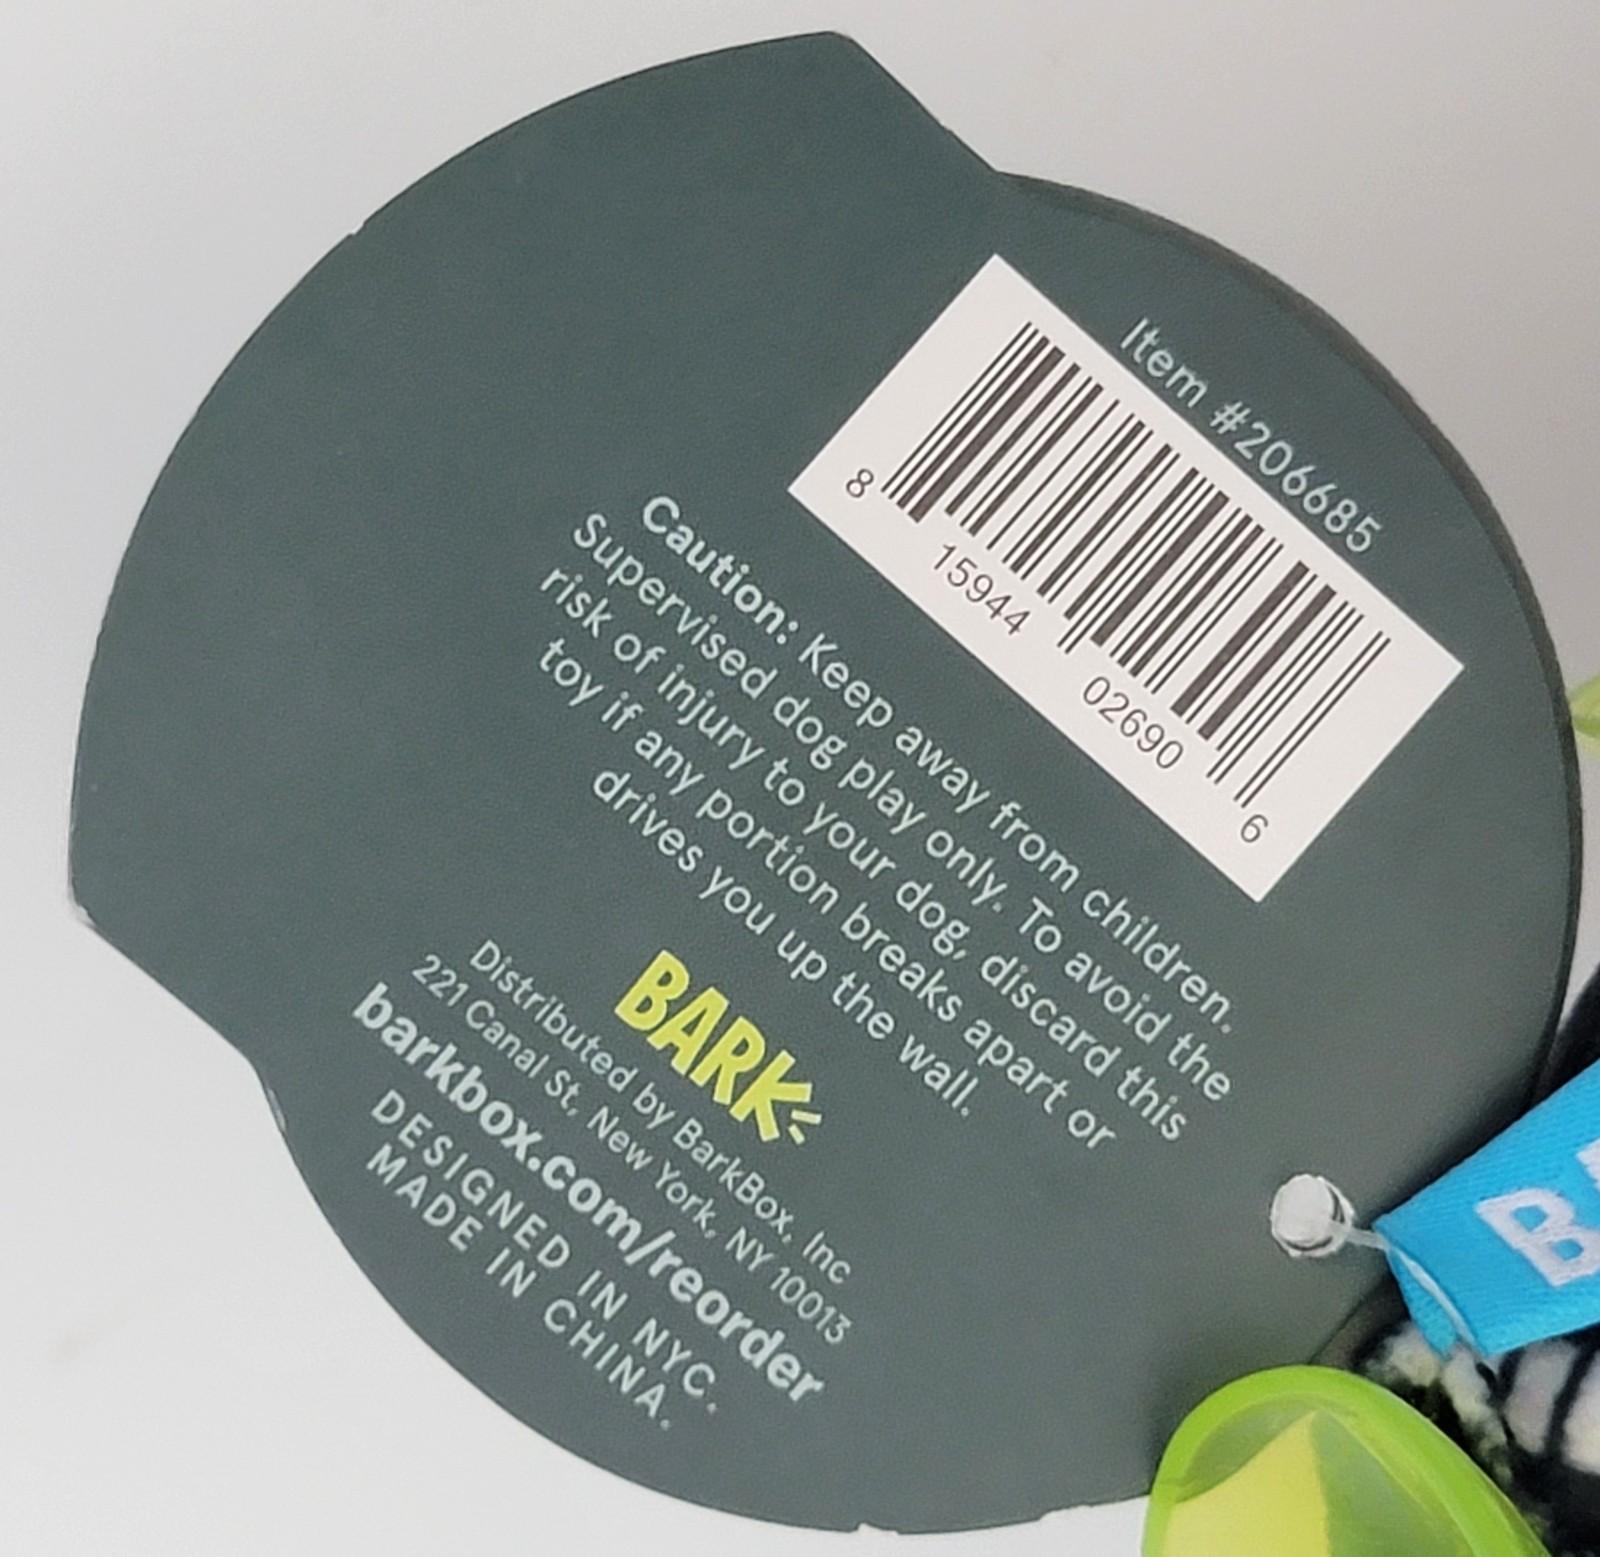 Item #206685
8 15944 02690 6
Caution: Keep away from children.
Supervised dog play only. To avoid the
risk of injury to your dog, discard this
toy if any portion breaks apart or
drives you up the wall.
BARK
Distributed by BarkBox, Inc
221 Canal St, New York, NY 10013
barkbox.com/reorder
DESIGNED IN NYC.
MADE IN CHINA.